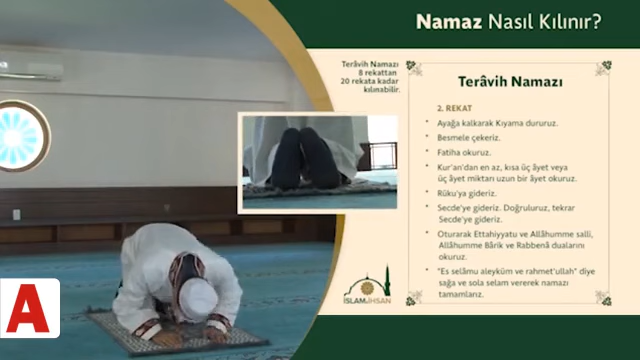 Namaz Nasıl Kılınır?
Terâvih Namazı
8 rekattan
20 rekata kadar
kılınabilir.
Terâvih Namazı
2. REKAT
• Ayağa kalkarak Kıyama dururuz.
• Besmele çekeriz.
• Fatiha okuruz.
• Kur'an'dan en az, kısa üç âyet veya
üç âyet miktarı uzun bir âyet okuruz.
• Rûku'ya gideriz.
• Secde'ye gideriz. Doğruluruz, tekrar
Secde'ye gideriz.
• Oturarak Ettahiyyatu ve Allâhumme salli,
Allâhumme Bârik ve Rabbenâ dualarını
okuruz.
• "Es selâmu aleyküm ve rahmet'ullah" diye
sağa ve sola selam vererek namazı
tamamlarız.
İSLAM&İHSAN
A